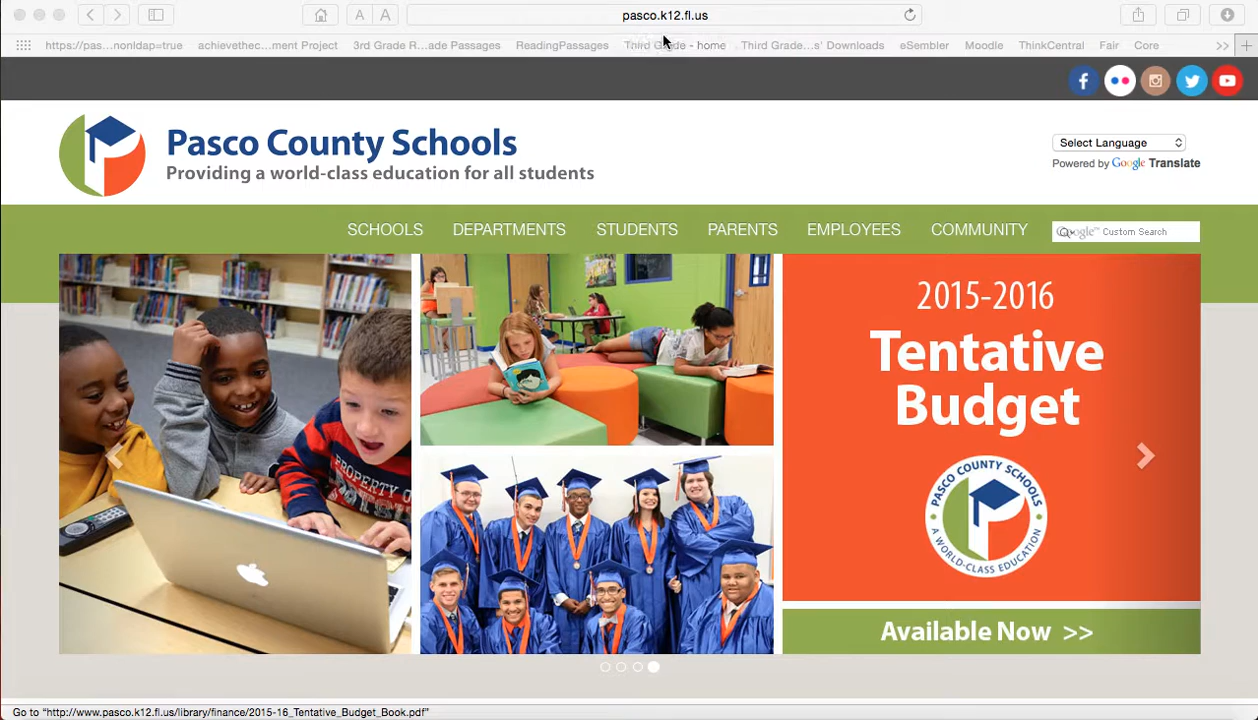 pasco.k12.fl.us
A A
https://pas...nonldap=true achievethec...ment Project 3rd Grade R...ade Passages ReadingPassages Third Grade - home Third Grade...s' Downloads eSembler Moodle ThinkCentral Fair Core
Pasco County Schools
Providing a world-class education for all students
Select Language
Powered by Google Translate
SCHOOLS DEPARTMENTS STUDENTS PARENTS EMPLOYEES COMMUNITY
Google™ Custom Search
PROPERTY OF
2015-2016
Tentative
Budget
PASCO COUNTY SCHOOLS
A WORLD-CLASS EDUCATION
Available Now >>
Go to "http://www.pasco.k12.fl.us/library/finance/2015-16_Tentative_Budget_Book.pdf"